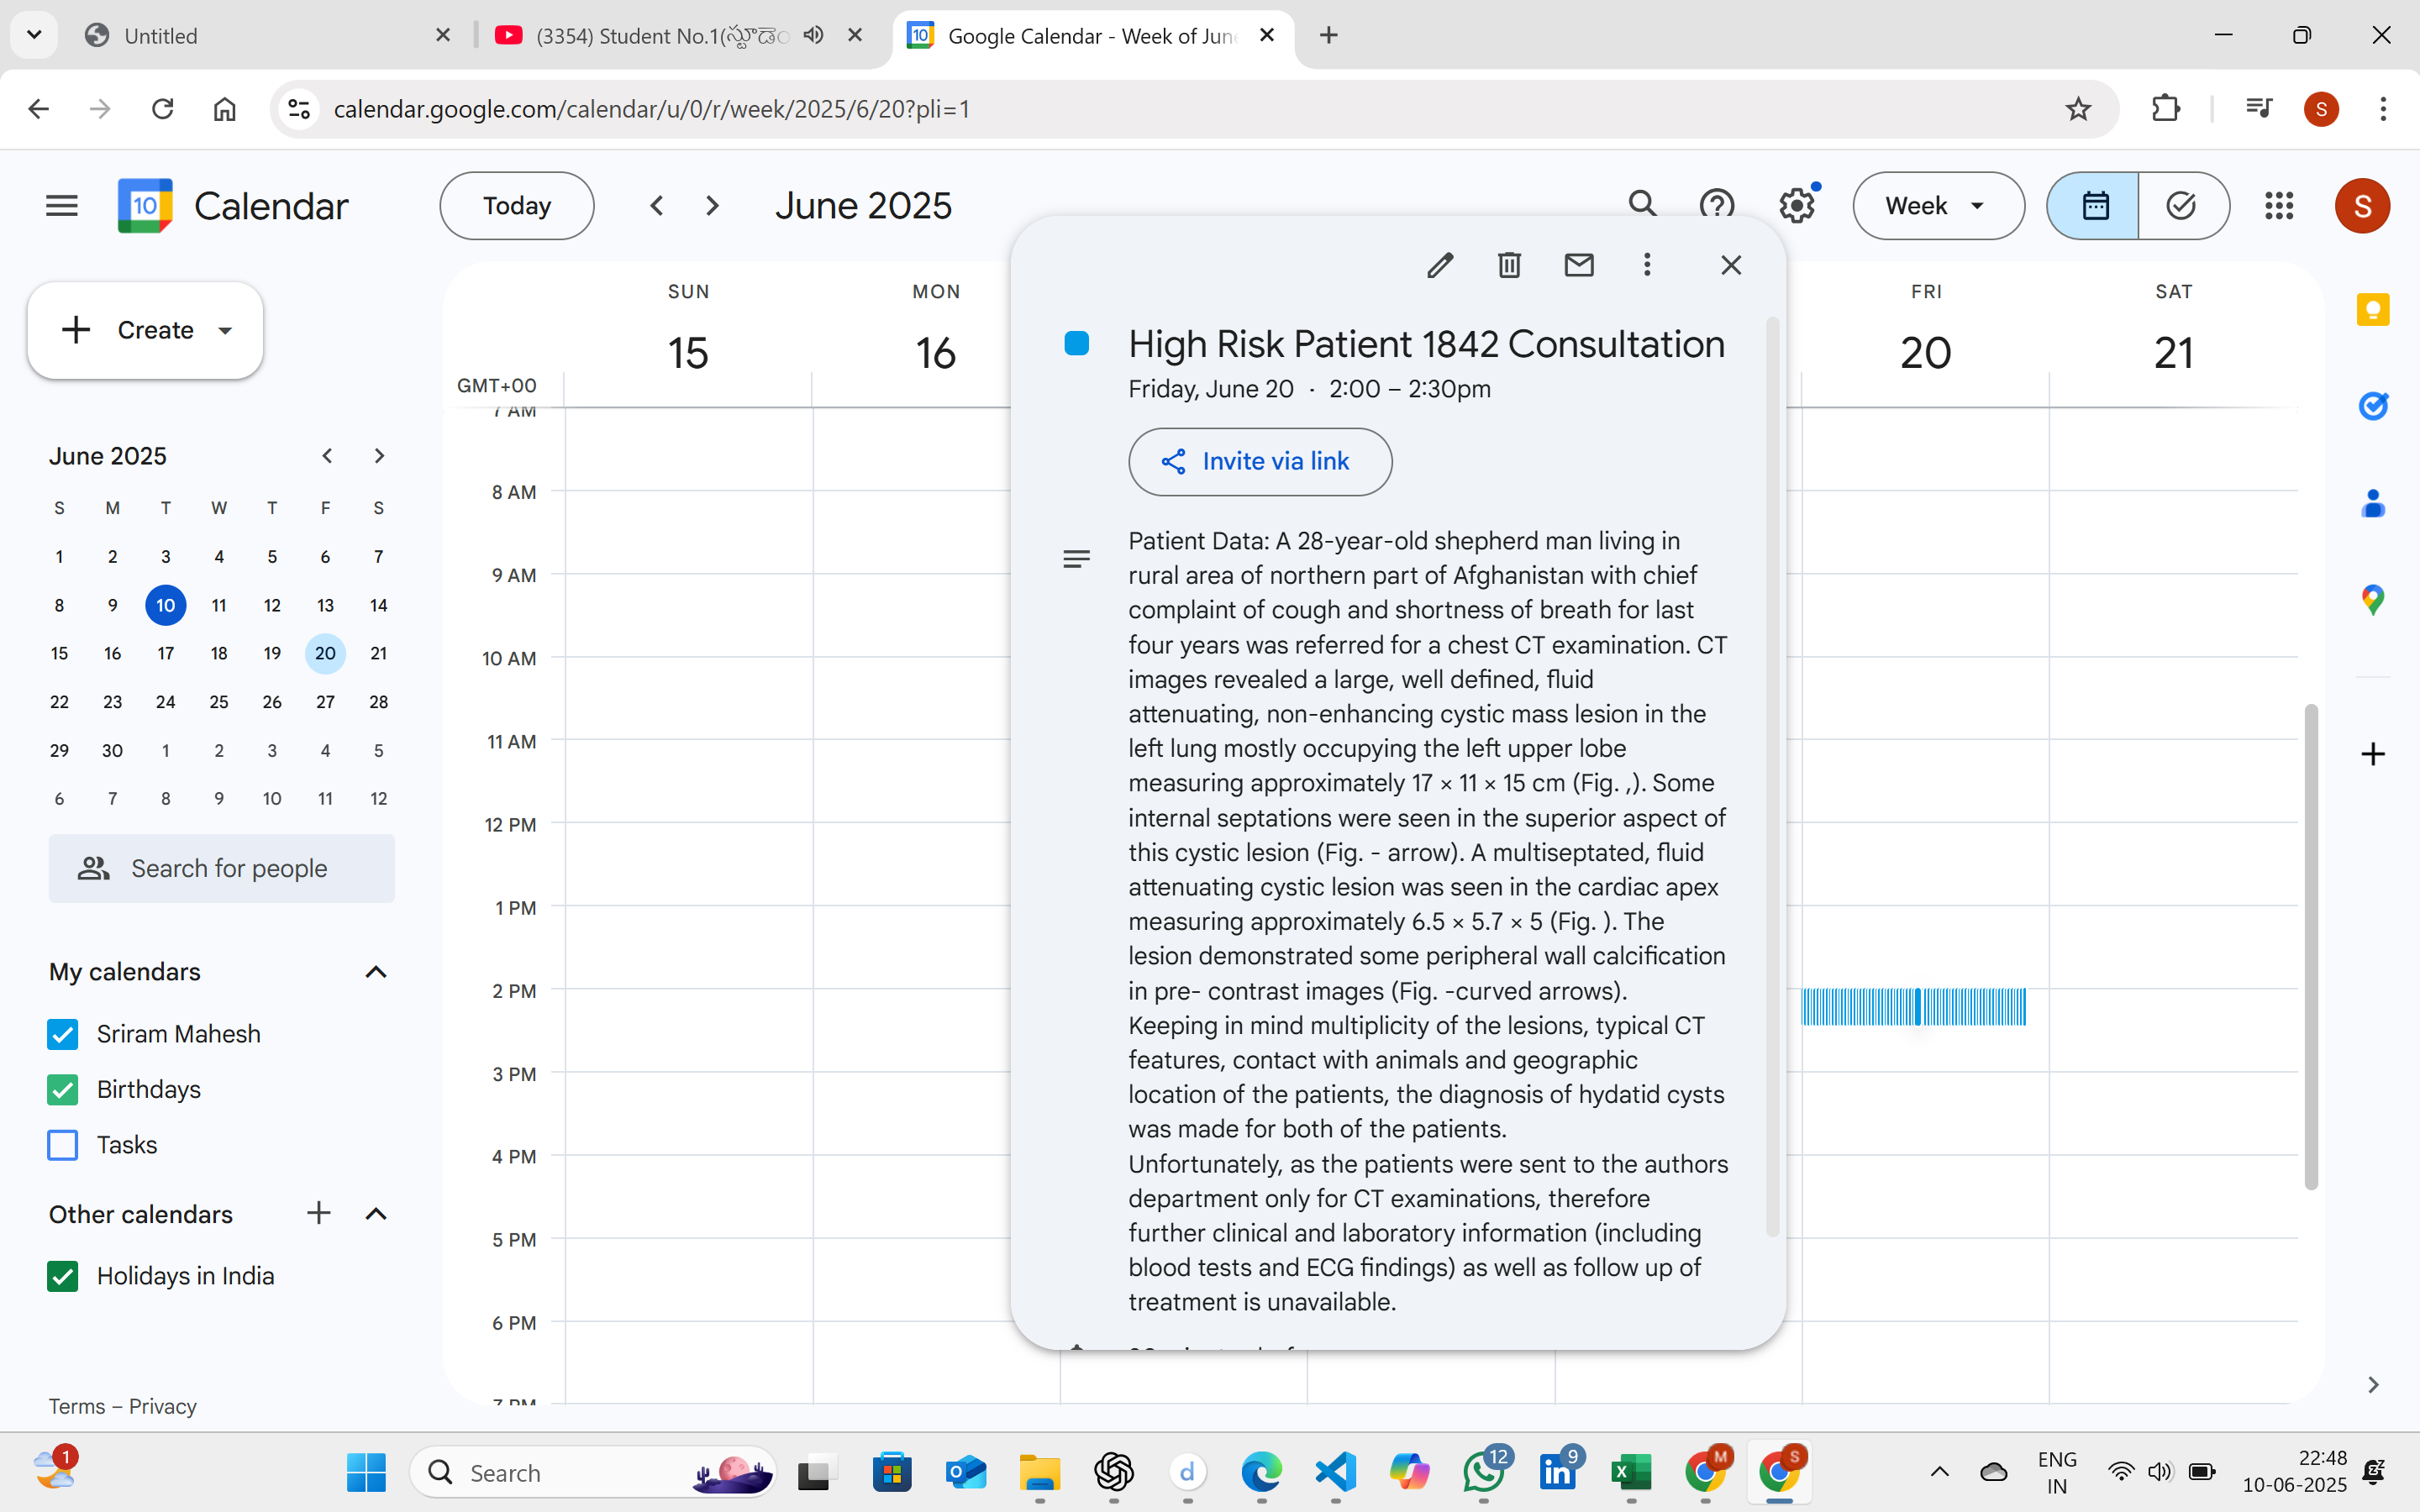 Untitled
(3354) Student No.1(స్టూడెం
Google Calendar - Week of June
calendar.google.com/calendar/u/0/r/week/2025/6/20?pli=1
S
10
Calendar
Today
June 2025
Week
S
Create
SUN
15
MON
16
FRI
20
SAT
21
GMT+00
High Risk Patient 1842 Consultation
Friday, June 20 · 2:00 – 2:30pm
Invite via link
Patient Data: A 28-year-old shepherd man living in
rural area of northern part of Afghanistan with chief
complaint of cough and shortness of breath for last
four years was referred for a chest CT examination. CT
images revealed a large, well defined, fluid
attenuating, non-enhancing cystic mass lesion in the
left lung mostly occupying the left upper lobe
measuring approximately 17 × 11 × 15 cm (Fig. ,). Some
internal septations were seen in the superior aspect of
this cystic lesion (Fig. - arrow). A multiseptated, fluid
attenuating cystic lesion was seen in the cardiac apex
measuring approximately 6.5 × 5.7 × 5 (Fig. ). The
lesion demonstrated some peripheral wall calcification
in pre- contrast images (Fig. -curved arrows).
Keeping in mind multiplicity of the lesions, typical CT
features, contact with animals and geographic
location of the patients, the diagnosis of hydatid cysts
was made for both of the patients.
Unfortunately, as the patients were sent to the authors
department only for CT examinations, therefore
further clinical and laboratory information (including
blood tests and ECG findings) as well as follow up of
treatment is unavailable.
7 AM
8 AM
9 AM
10 AM
11 AM
12 PM
1 PM
2 PM
3 PM
4 PM
5 PM
6 PM
7 PM
June 2025
S M T W T F S
1 2 3 4 5 6 7
8 9 10 11 12 13 14
15 16 17 18 19 20 21
22 23 24 25 26 27 28
29 30 1 2 3 4 5
6 7 8 9 10 11 12
Search for people
My calendars
Sriram Mahesh
Birthdays
Tasks
Other calendars
Holidays in India
Terms – Privacy
1
Search
12
9
M
S
ENG
IN
22:48
10-06-2025